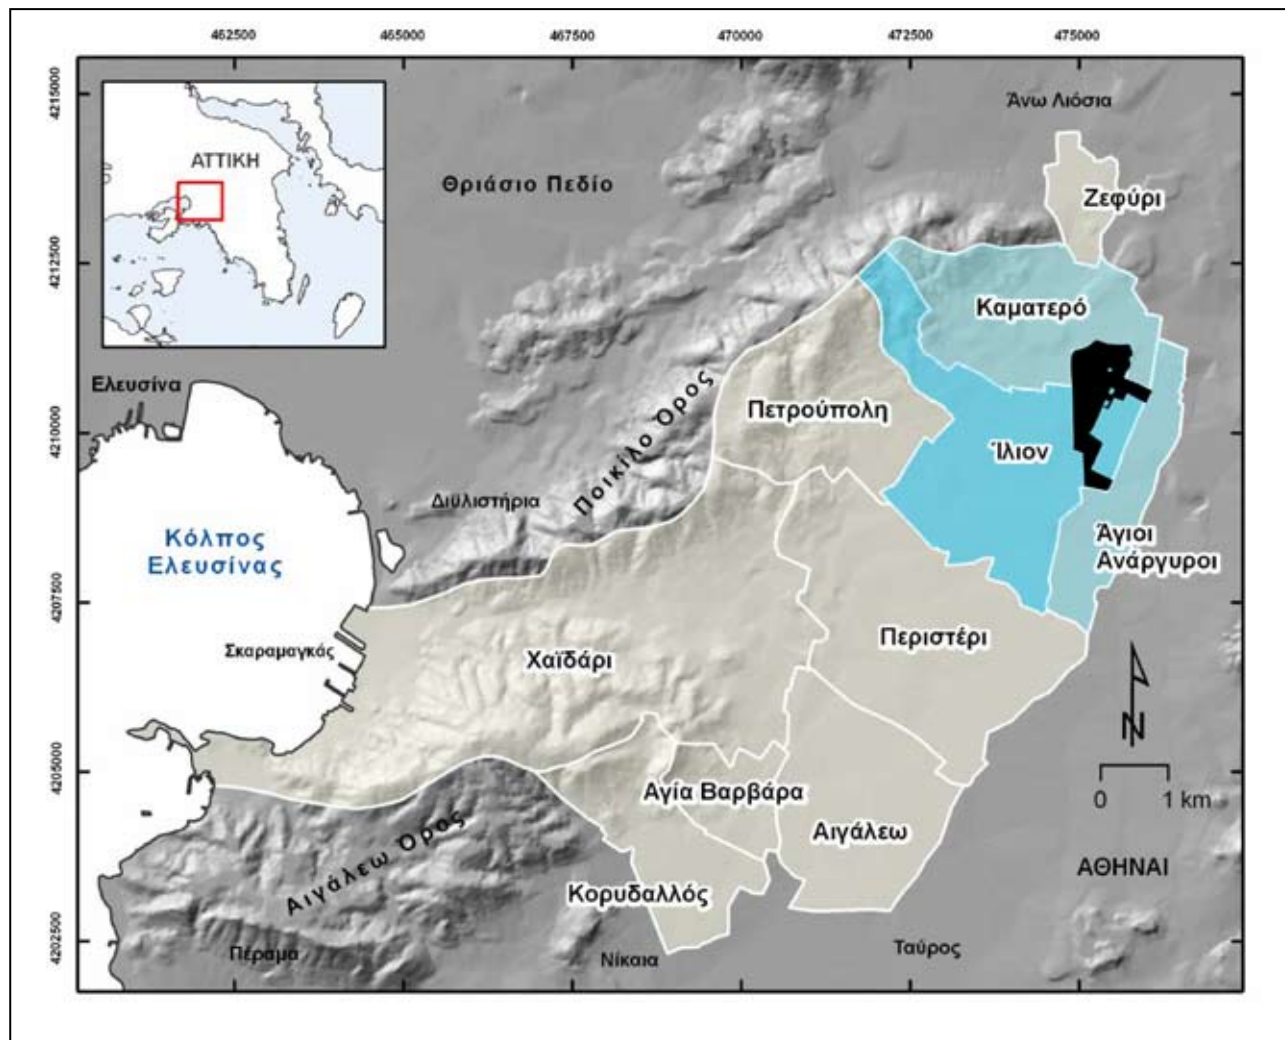 462500 465000 467500 470000 472500 475000
4215000
4212500
4210000
4207500
4205000
4202500
ΑΤΤΙΚΗ
Θριάσιο Πεδίο
Άνω Λιόσια
Ζεφύρι
Καματερό
Ελευσίνα
Πετρούπολη
Ποικίλο Όρος
Ίλιον
Διϋλιστήρια
Κόλπος
Ελευσίνας
Άγιοι
Ανάργυροι
Περιστέρι
Σκαραμαγκάς
Χαϊδάρι
N
0 1 km
Αγία Βαρβάρα
Αιγάλεω
Αιγάλεω Όρος
ΑΘΗΝΑΙ
Κορυδαλλός
Πέραμα
Νίκαια
Ταύρος